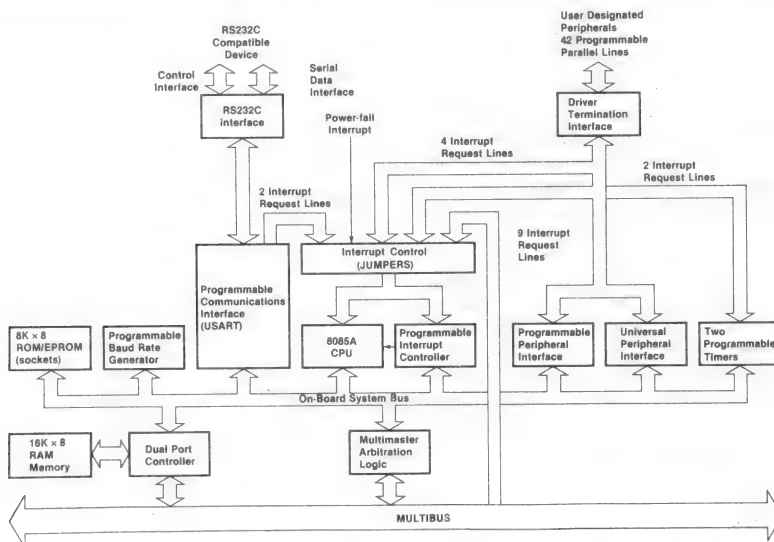 RS232C
Compatible
Device
Control
Interface
Serial
Data
Interface
RS232C
interface
Power-fail
Interrupt
User Designated
Peripherals
42 Programmable
Parallel Lines
Driver
Termination
Interface
4 Interrupt
Request Lines
2 Interrupt
Request Lines
2 Interrupt
Request Lines
9 Interrupt
Request
Lines
Interrupt Control
(JUMPERS)
8K × 8
ROM/EPROM
(sockets)
Programmable
Baud Rate
Generator
Programmable
Communications
Interface
(USART)
8085A
CPU
Programmable
Interrupt
Controller
Programmable
Peripheral
Interface
Universal
Peripheral
Interface
Two
Programmable
Timers
On-Board System Bus
16K × 8
RAM
Memory
Dual Port
Controller
Multimaster
Arbitration
Logic
MULTIBUS